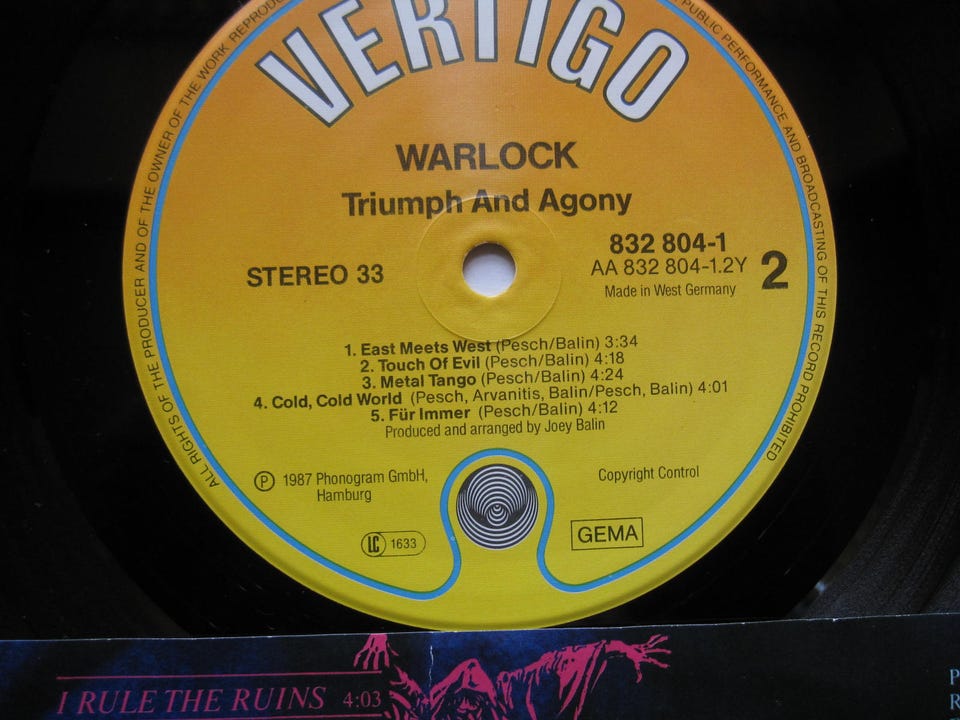 VERTIGO
WARLOCK
Triumph And Agony
STEREO 33
832 804-1
AA 832 804-1.2Y
2
Made in West Germany
1. East Meets West (Pesch/Balin) 3:34
2. Touch Of Evil (Pesch/Balin) 4:18
3. Metal Tango (Pesch/Balin) 4:24
4. Cold, Cold World (Pesch, Arvanitis, Balin/Pesch, Balin) 4:01
5. Für Immer (Pesch/Balin) 4:12
Produced and arranged by Joey Balin
Ⓟ 1987 Phonogram GmbH,
Hamburg
Copyright Control
LC 1633
GEMA
ALL RIGHTS OF THE PRODUCER AND OF THE OWNER OF THE WORK
PUBLIC PERFORMANCE AND BROADCASTING OF THIS RECORD PROHIBITED
I RULE THE RUINS 4:03